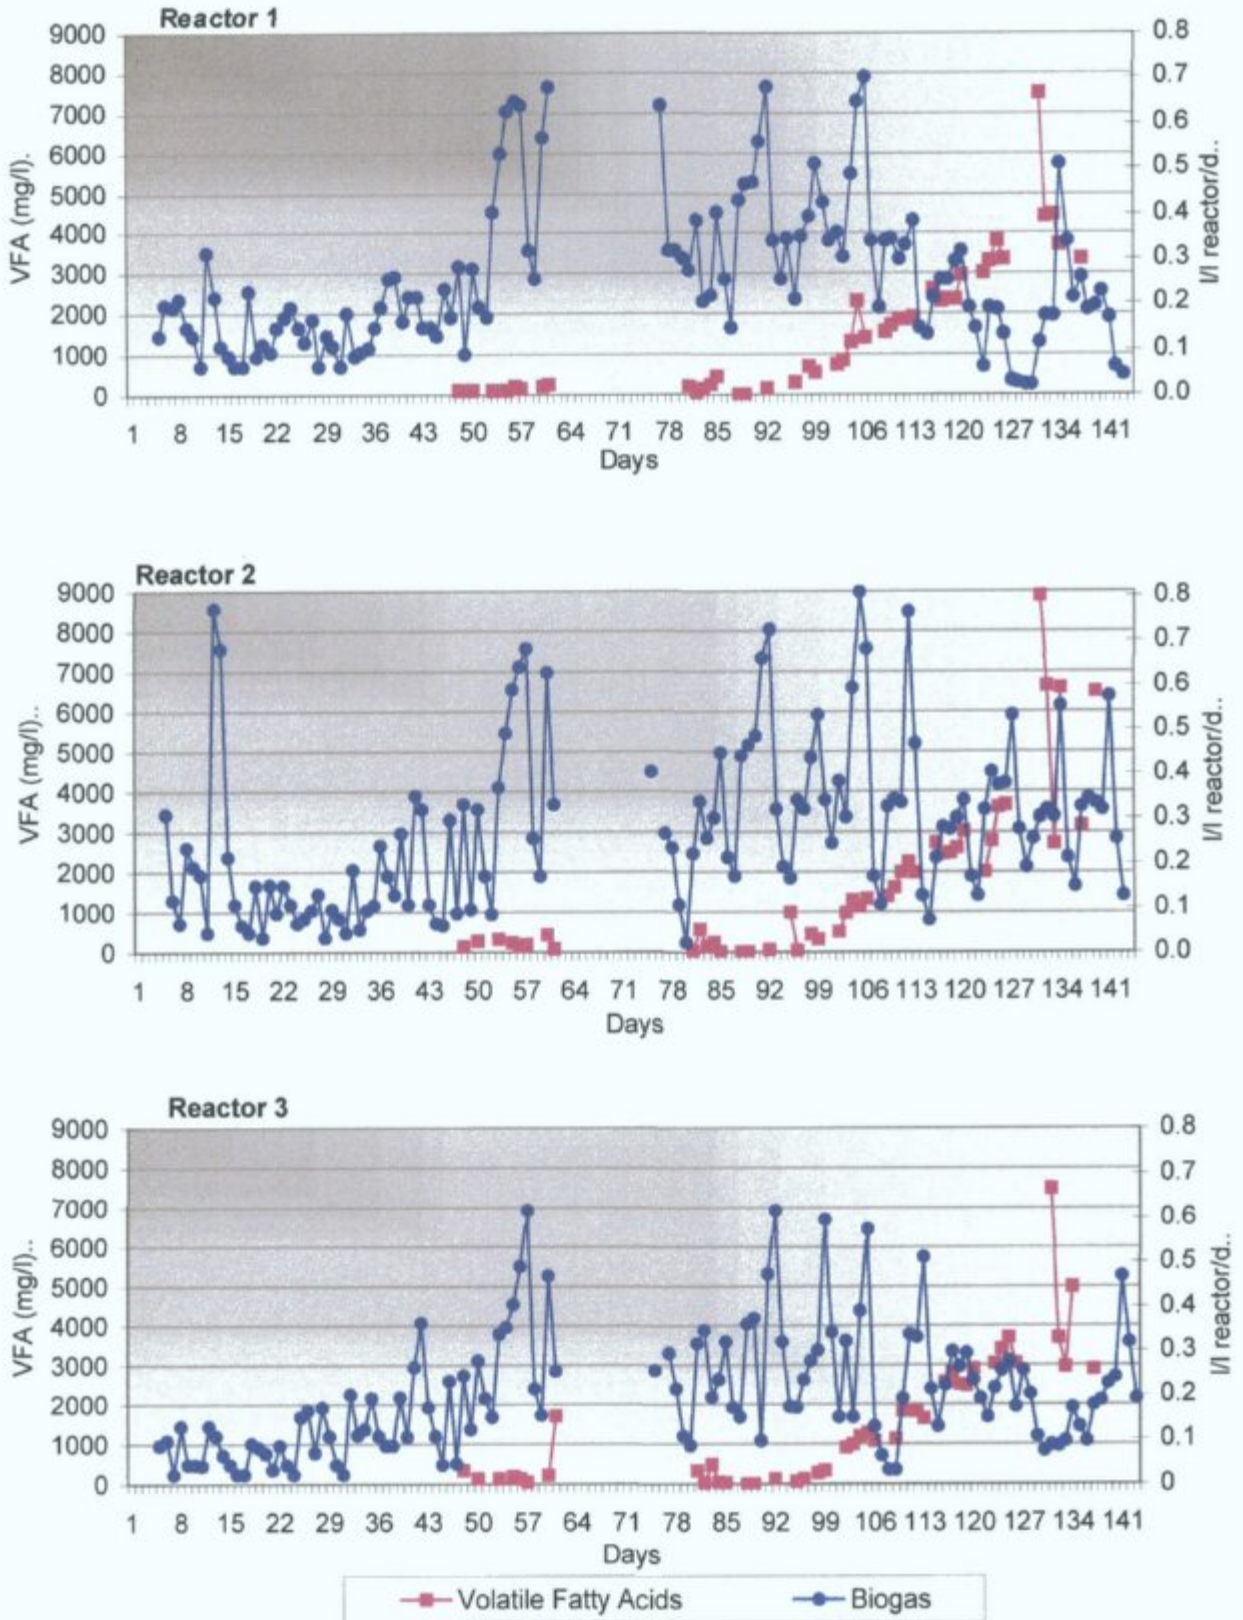 Reactor 1
9000 8000 7000 6000 5000 4000 3000 2000 1000 0
VFA (mg/l).
0.8 0.7 0.6 0.5 0.4 0.3 0.2 0.1 0.0
l/l reactor/d..
1 8 15 22 29 36 43 50 57 64 71 78 85 92 99 106 113 120 127 134 141
Days
Reactor 2
9000 8000 7000 6000 5000 4000 3000 2000 1000 0
VFA (mg/l)..
0.8 0.7 0.6 0.5 0.4 0.3 0.2 0.1 0.0
l/l reactor/d..
1 8 15 22 29 36 43 50 57 64 71 78 85 92 99 106 113 120 127 134 141
Days
Reactor 3
9000 8000 7000 6000 5000 4000 3000 2000 1000 0
VFA (mg/l)..
0.8 0.7 0.6 0.5 0.4 0.3 0.2 0.1 0
l/l reactor/d..
1 8 15 22 29 36 43 50 57 64 71 78 85 92 99 106 113 120 127 134 141
Days
Volatile Fatty Acids Biogas